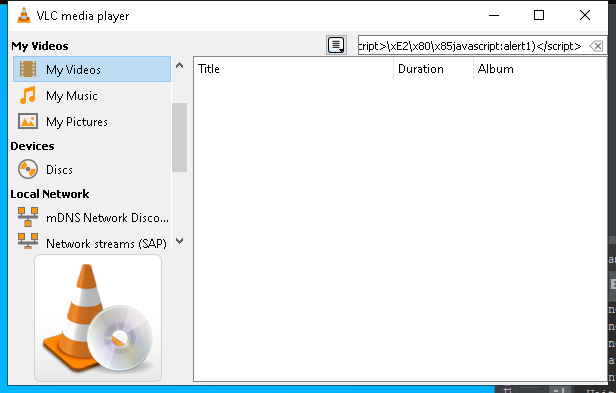 VLC media player
My Videos
cript>\xE2\x80\x85javascript:alert1)</script>
My Videos
My Music
My Pictures
Devices
Discs
Local Network
mDNS Network Disco...
Network streams (SAP)
Title Duration Album